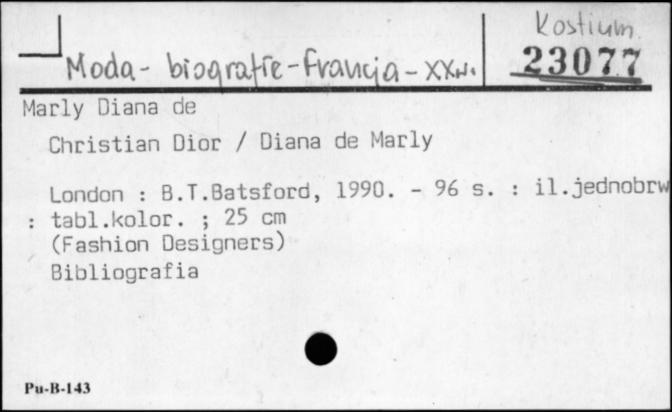 Kostium.
Moda - biografie - Francja - XX w.
23077
Marly Diana de
Christian Dior / Diana de Marly
London : B.T.Batsford, 1990. - 96 s. : il.jednobrw
: tabl.kolor. ; 25 cm
(Fashion Designers)
Bibliografia
Pu-B-143